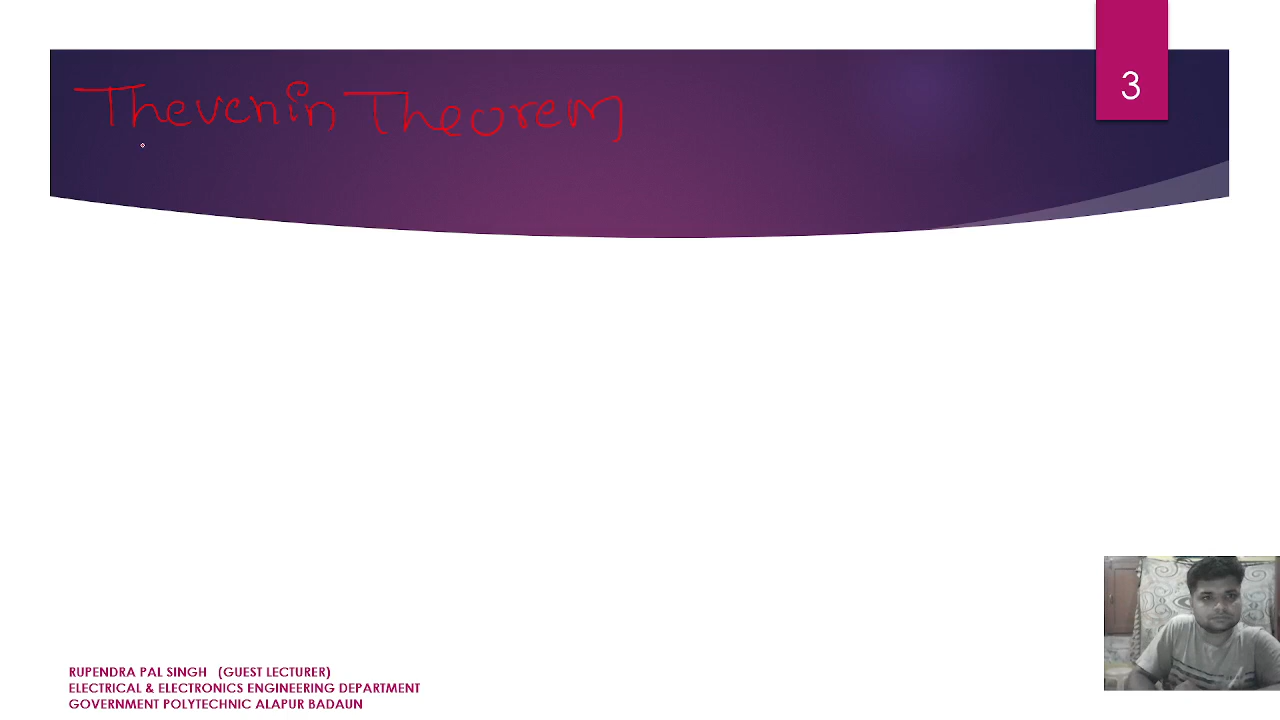 Thevenin Theorem
3
RUPENDRA PAL SINGH (GUEST LECTURER)
ELECTRICAL & ELECTRONICS ENGINEERING DEPARTMENT
GOVERNMENT POLYTECHNIC ALAPUR BADAUN